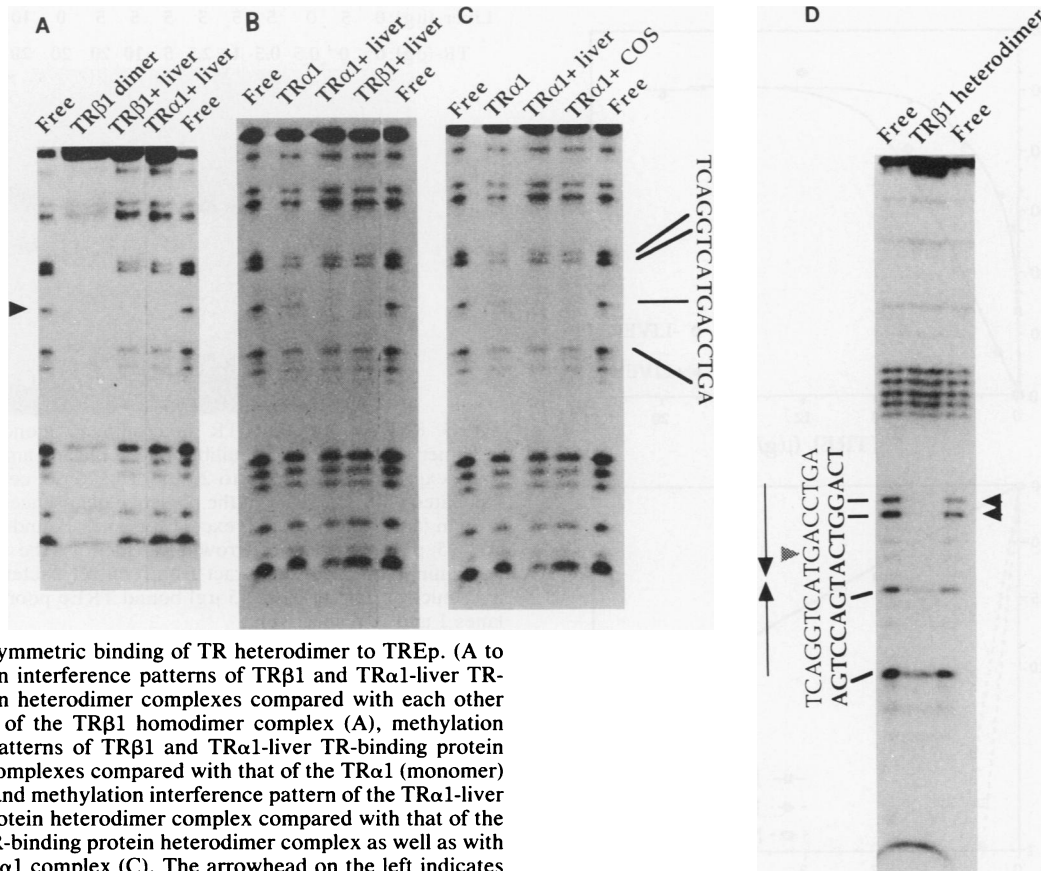 A
B
C
D
Free
TRβ1 dimer
TRβ1+ liver
TRα1+ liver
Free
Free
TRα1
TRα1+ liver
TRβ1+ liver
Free
Free
TRα1
TRα1+ liver
TRα1+ COS
Free
Free
TRβ1 heterodimer
Free
TCAGGTCATGACCTGA
TCAGGTCATGACCTGA
AGTCCAGTACTGGACT
ymmetric binding of TR heterodimer to TREp. (A to
n interference patterns of TRβ1 and TRα1-liver TR-
n heterodimer complexes compared with each other
of the TRβ1 homodimer complex (A), methylation
atterns of TRβ1 and TRα1-liver TR-binding protein
omplexes compared with that of the TRα1 (monomer)
and methylation interference pattern of the TRα1-liver
otein heterodimer complex compared with that of the
R-binding protein heterodimer complex as well as with
α1 complex (C). The arrowhead on the left indicates